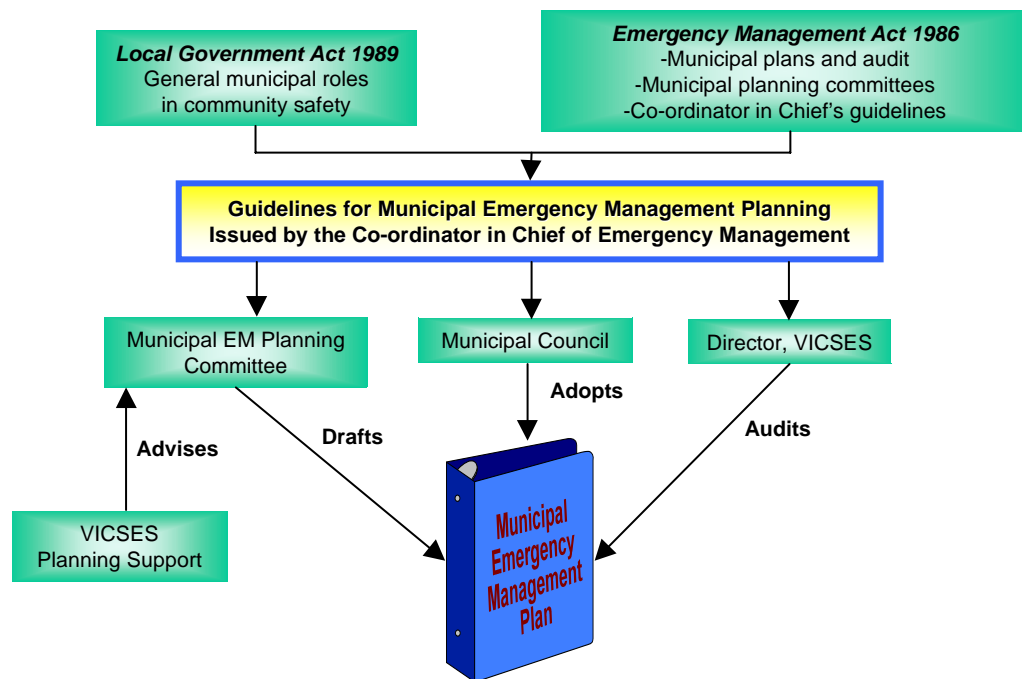 Local Government Act 1989
General municipal roles
in community safety
Emergency Management Act 1986
-Municipal plans and audit
-Municipal planning committees
-Co-ordinator in Chief's guidelines
Guidelines for Municipal Emergency Management Planning
Issued by the Co-ordinator in Chief of Emergency Management
Municipal EM Planning
Committee
Municipal Council
Director, VICSES
Advises
Drafts
Adopts
Audits
VICSES
Planning Support
Municipal
Emergency
Management
Plan